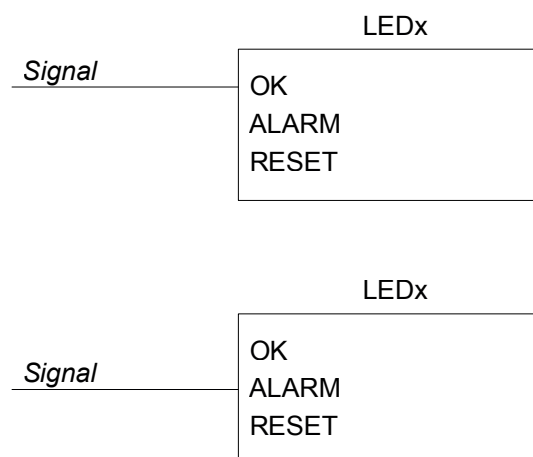 LEDx
Signal
OK
ALARM
RESET
LEDx
OK
Signal
ALARM
RESET